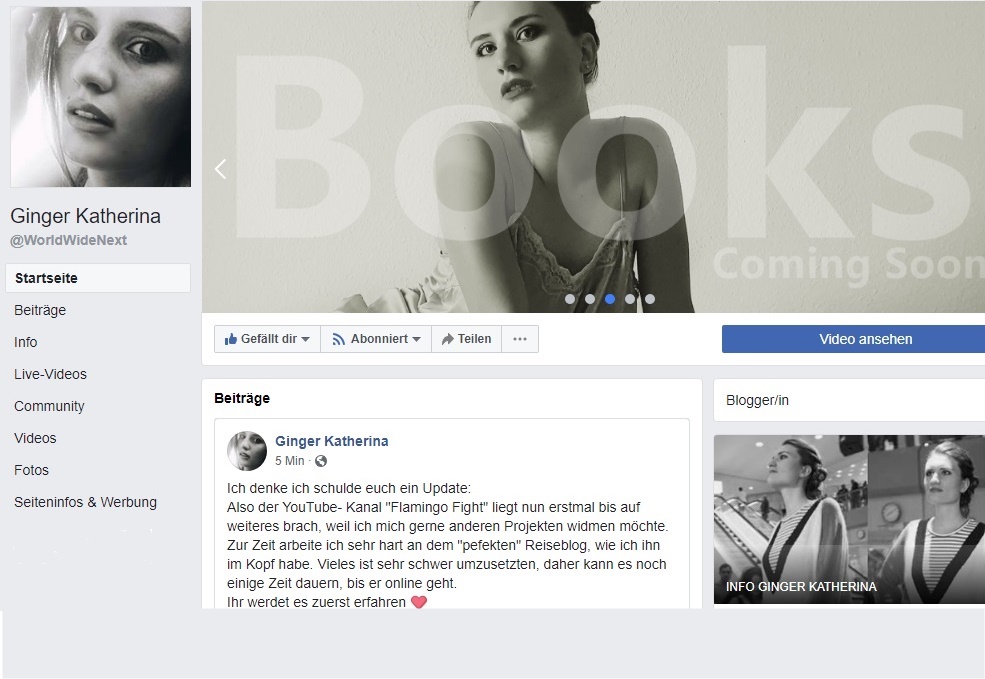 Books
Coming Soon
Ginger Katherina
@WorldWideNext
Startseite
Beiträge
Info
Live-Videos
Community
Videos
Fotos
Seiteninfos & Werbung
Gefällt dir
Abonniert
Teilen
...
Video ansehen
Beiträge
Ginger Katherina
5 Min ·
Ich denke ich schulde euch ein Update:
Also der YouTube- Kanal "Flamingo Fight" liegt nun erstmal bis auf
weiteres brach, weil ich mich gerne anderen Projekten widmen möchte.
Zur Zeit arbeite ich sehr hart an dem "pefekten" Reiseblog, wie ich ihn
im Kopf habe. Vieles ist sehr schwer umzusetzten, daher kann es noch
einige Zeit dauern, bis er online geht.
Ihr werdet es zuerst erfahren ❤
Blogger/in
INFO GINGER KATHERINA